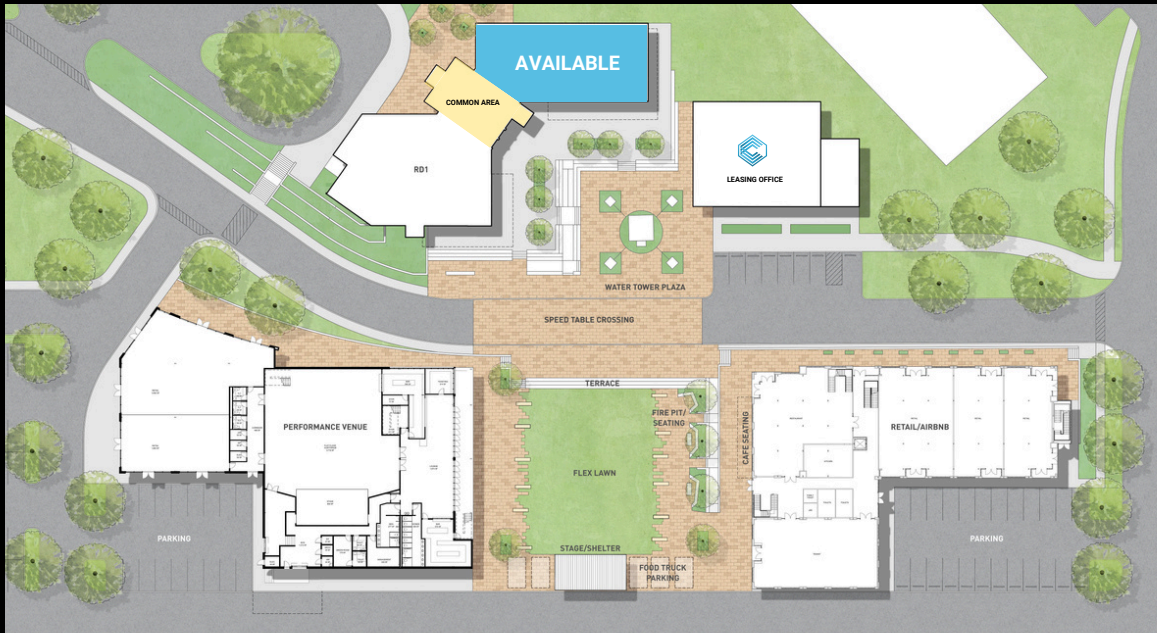 AVAILABLE
COMMON AREA
RD1
LEASING OFFICE
WATER TOWER PLAZA
SPEED TABLE CROSSING
TERRACE
FIRE PIT/
SEATING
CAFE SEATING
PERFORMANCE VENUE
RETAIL/AIRBNB
FLEX LAWN
PARKING
PARKING
STAGE/SHELTER
FOOD TRUCK
PARKING